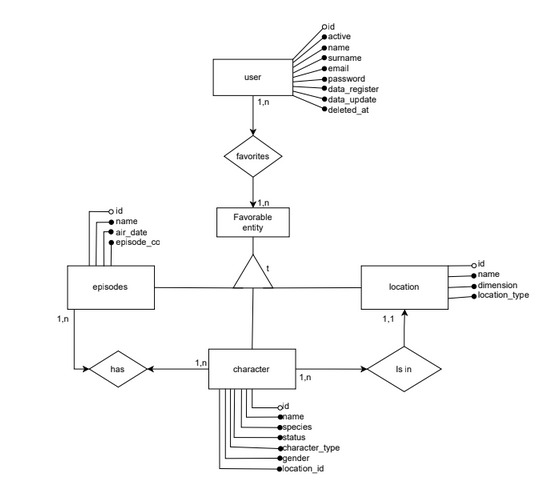 id
active
name
surname
email
password
data_register
data_update
deleted_at
user
1,n
favorites
1,n
Favorable
entity
t
id
name
air_date
episode_cc
episodes
id
name
dimension
location_type
location
1,n
1,1
has
1,n
character
1,n
Is in
id
name
species
status
character_type
gender
location_id